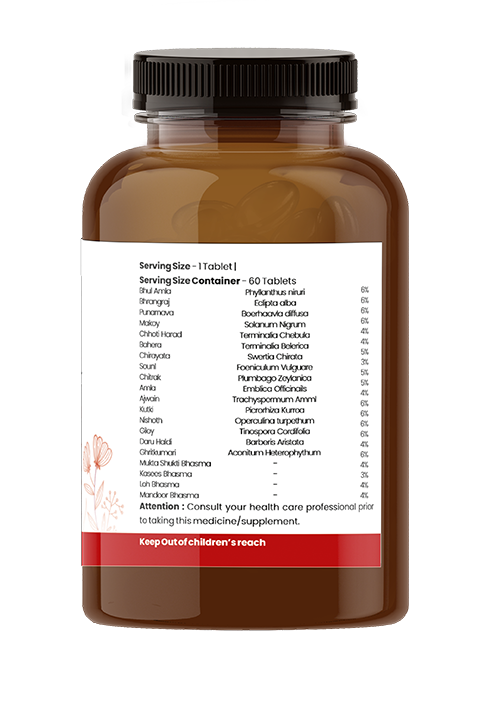 Serving Size - 1 Tablet |
Serving Size Container - 60 Tablets
Bhui Amla Phyllanthus niruri 6%
Bhrangraj Eclipta alba 6%
Punarnava Boerhaavia diffusa 6%
Makoy Solanum Nigrum 6%
Chhoti Harad Terminalia Chebula 4%
Bahera Terminalia Belerica 4%
Chirayata Swertia Chirata 5%
Saunf Foeniculum Vulguare 3%
Chitrak Plumbago Zeylanica 5%
Amla Emblica Officinails 5%
Ajwain Trachyspermum Ammi 4%
Kutki Picrorhiza Kurroa 6%
Nishoth Operculina turpethum 6%
Giloy Tinospora Cordifolia 6%
Daru Haldi Barberis Aristata 4%
Ghritkumari Aconitum Heterophythum 6%
Mukta Shukti Bhasma - 4%
Kasees Bhasma - 3%
Loh Bhasma - 4%
Mandoor Bhasma - 4%
Attention : Consult your health care professional prior
to taking this medicine/supplement.
Keep Out of children's reach